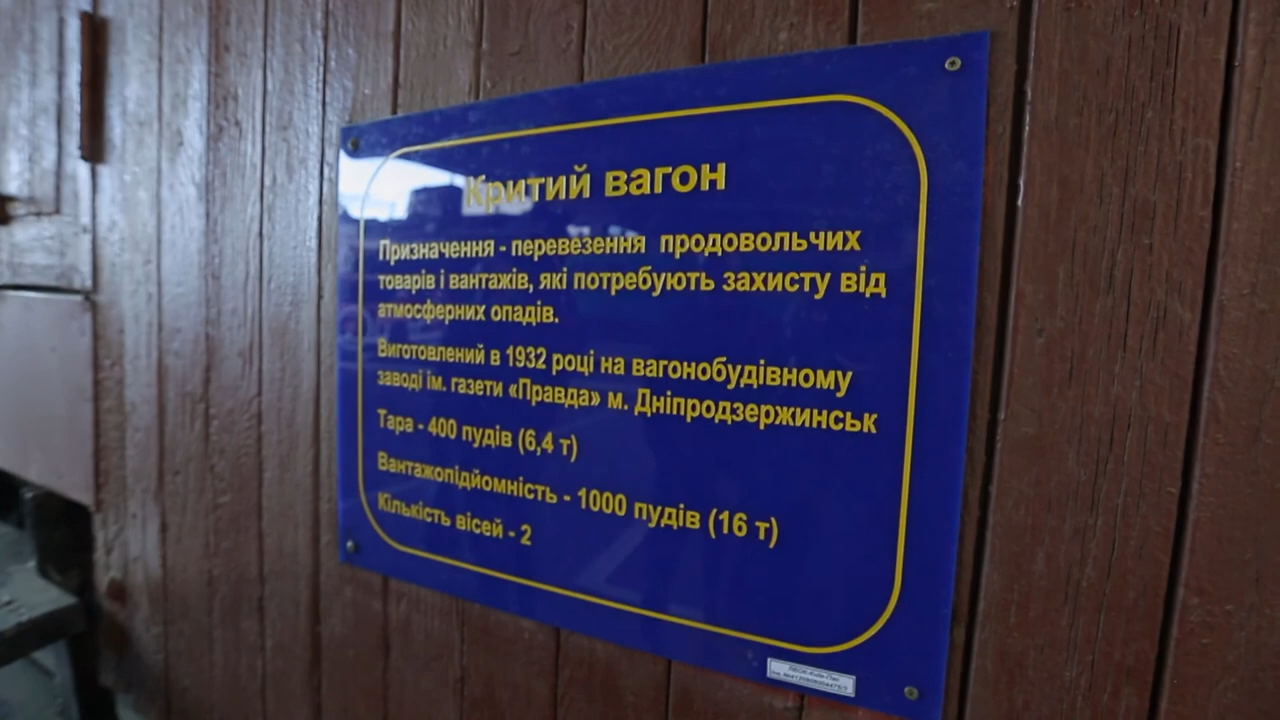 Критий вагон
Призначення - перевезення продовольчих
товарів і вантажів, які потребують захисту від
атмосферних опадів.
Виготовлений в 1932 році на вагонобудівному
заводі ім. газети «Правда» м. Дніпродзержинськ
Тара - 400 пудів (6,4 т)
Вантажопідйомність - 1000 пудів (16 т)
Кількість вісей - 2